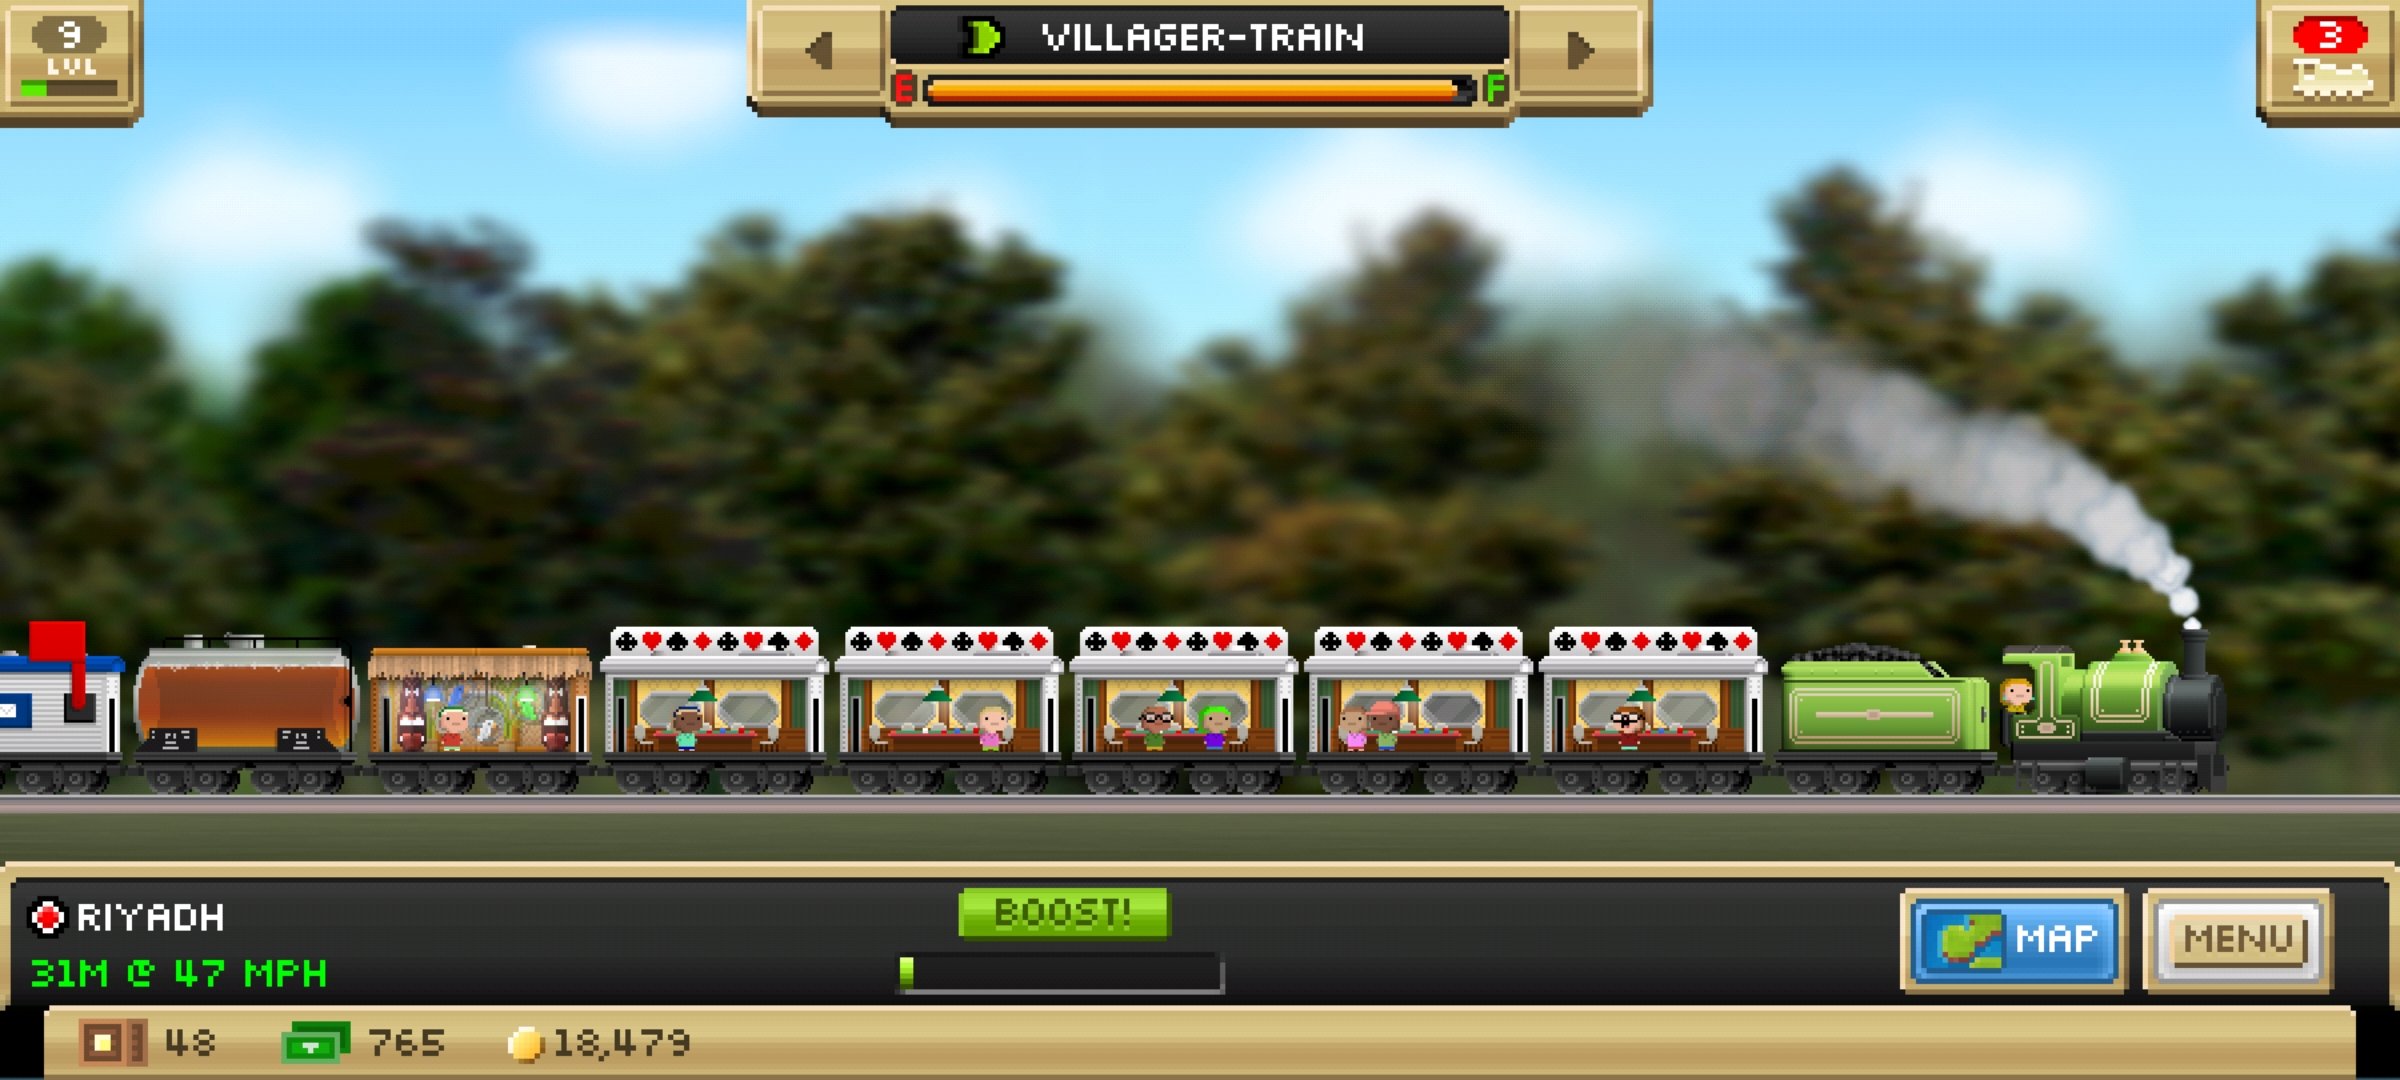 9
LVL
VILLAGER-TRAIN
E F
3
RIYADH
31M @ 47 MPH
BOOST!
MAP
MENU
48 765 18,479